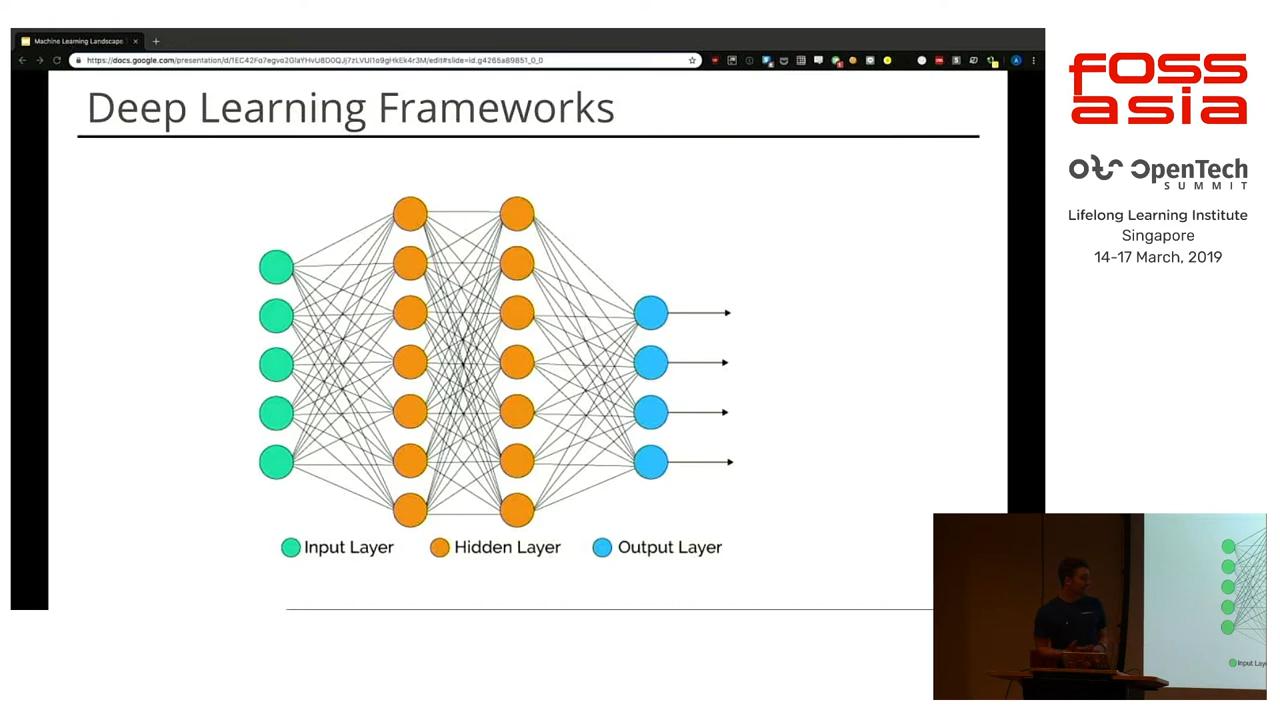 Machine Learning Landscape
https://docs.google.com/presentation/d/1EC42Fo7egvo2GlaYHvU8D0QJj7zLVUl1o9gHkEk4r3M/edit#slide=id.g4265a89851_0_0
Deep Learning Frameworks
Input Layer
Hidden Layer
Output Layer
FOSS
asia
OpenTech
SUMMIT
Lifelong Learning Institute
Singapore
14-17 March, 2019